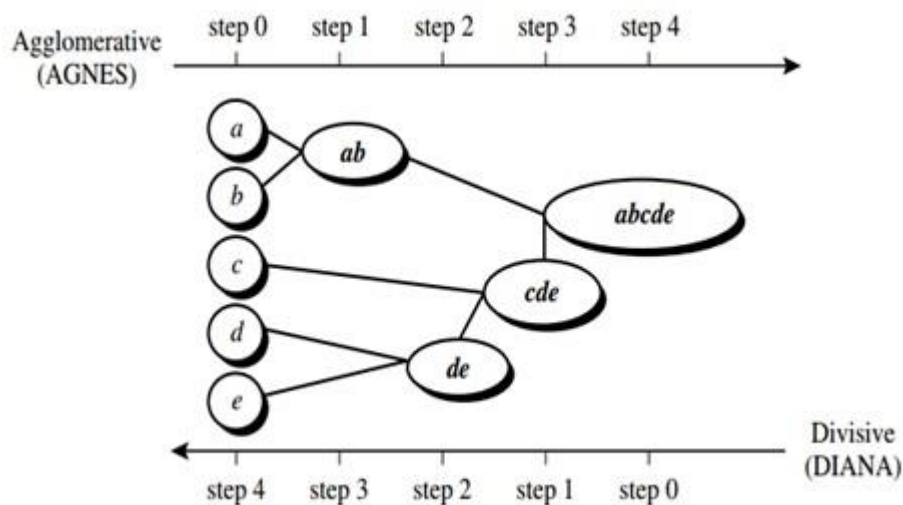 step 0 step 1 step 2 step 3 step 4
Agglomerative
(AGNES)
a
ab
b
abcde
c
cde
d
de
e
Divisive
(DIANA)
step 4 step 3 step 2 step 1 step 0